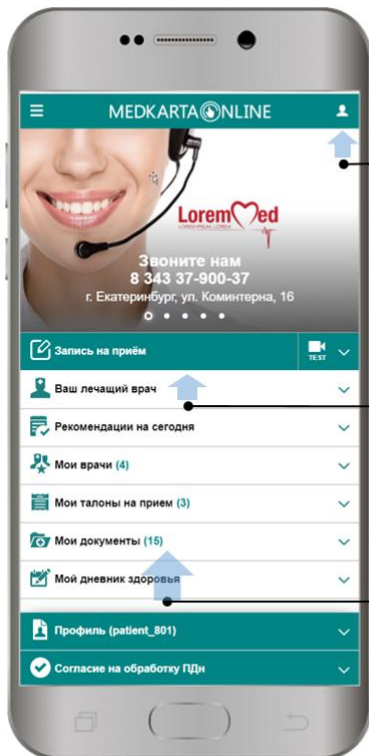 MEDKARTA ONLINE
LoremMed
LOREM IPSUM LOREM
Звоните нам
8 343 37-900-37
г. Екатеринбург, ул. Коминтерна, 16
Запись на приём
TEST
Ваш лечащий врач
Рекомендации на сегодня
Мои врачи (4)
Мои талоны на прием (3)
Мои документы (15)
Мой дневник здоровья
Профиль (patient_801)
Согласие на обработку ПДн